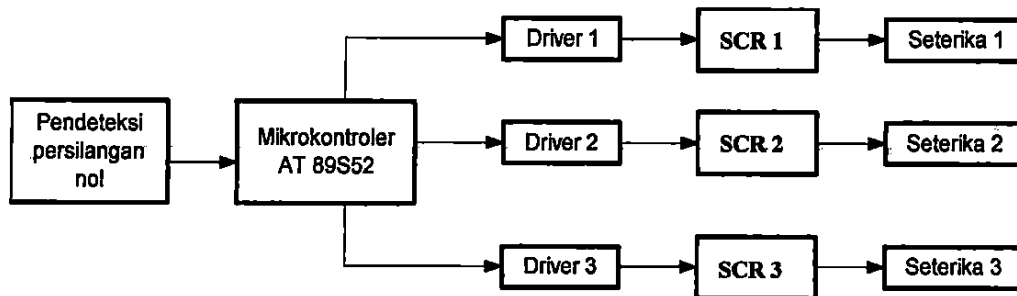 Pendeteksi
persilangan
nol
Mikrokontroler
AT 89S52
Driver 1
SCR 1
Seterika 1
Driver 2
SCR 2
Seterika 2
Driver 3
SCR 3
Seterika 3